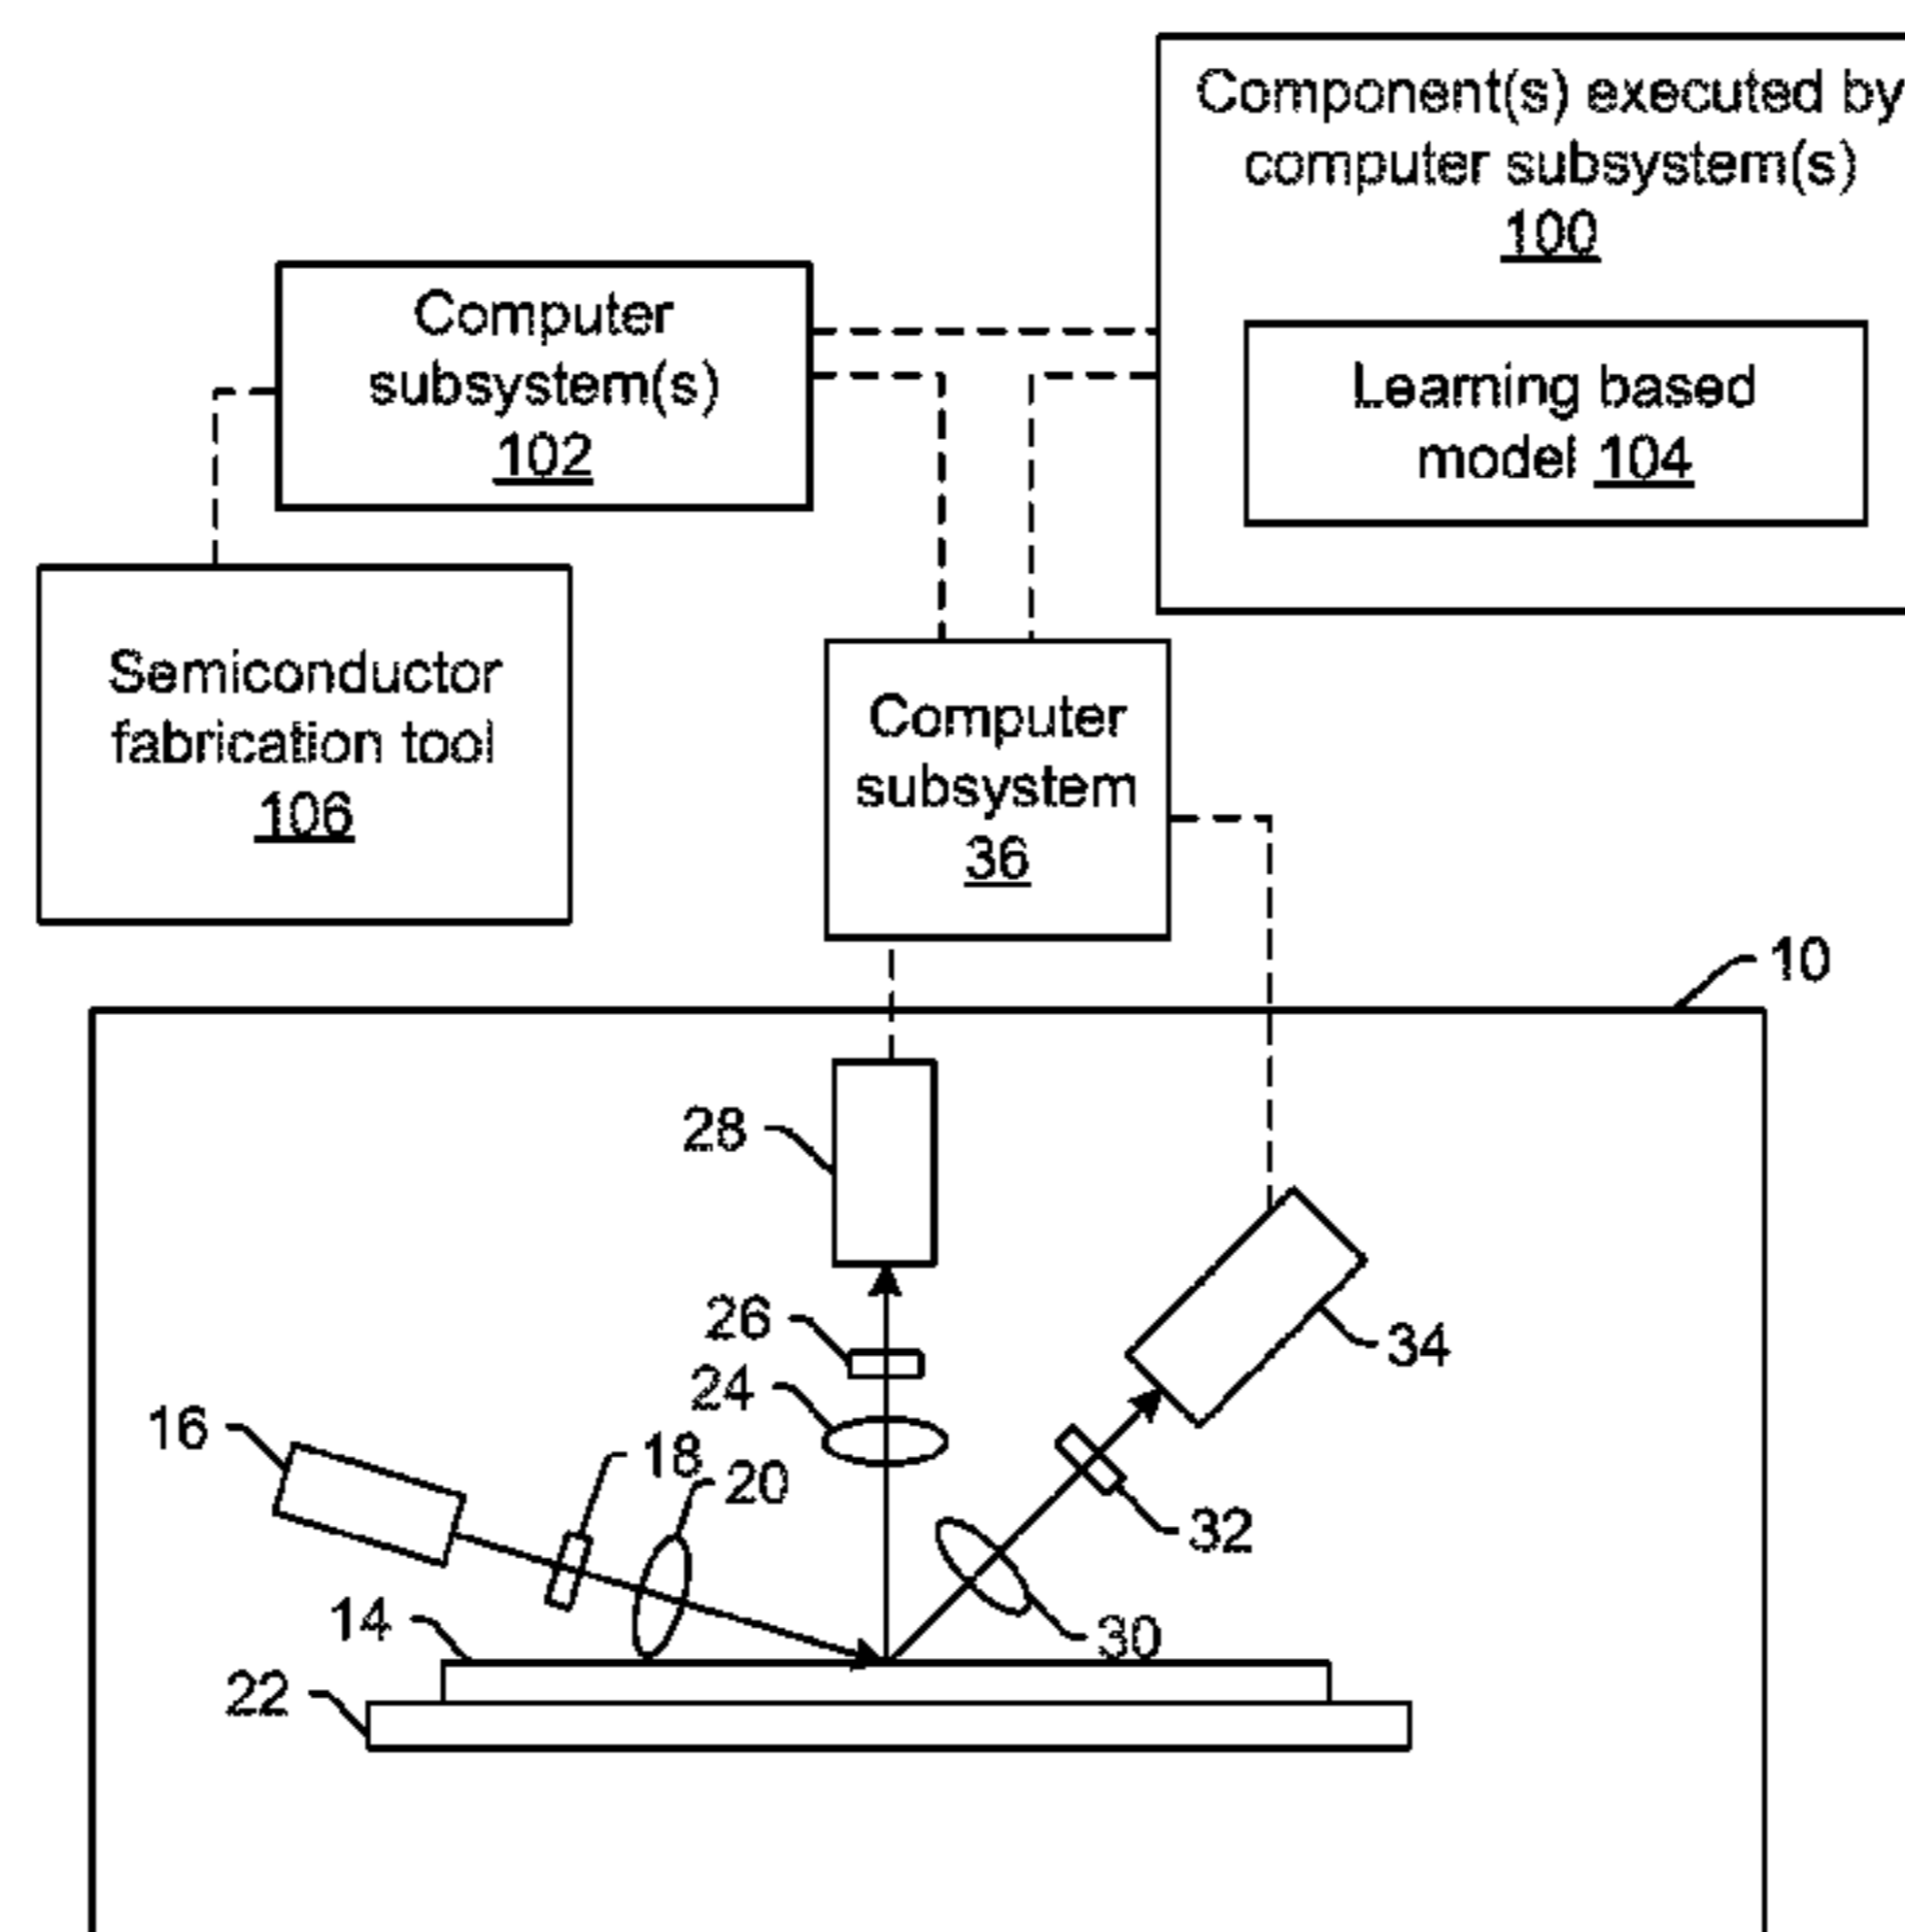 Component(s) executed by
computer subsystem(s)
100
Learning based
model 104
Computer
subsystem(s)
102
Semiconductor
fabrication tool
106
Computer
subsystem
36
10
28
26
24
34
16
18
20
32
14
30
22